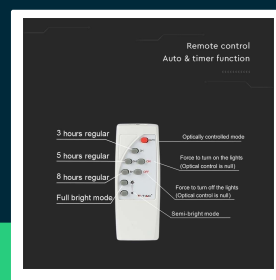 Remote control
Auto & timer function
3 hours regular
Optically controlled mode
5 hours regular
Force to turn on the lights
(Optical control is null)
8 hours regular
Force to turn off the lights
(Optical control is null)
Full bright mode
Semi-bright mode